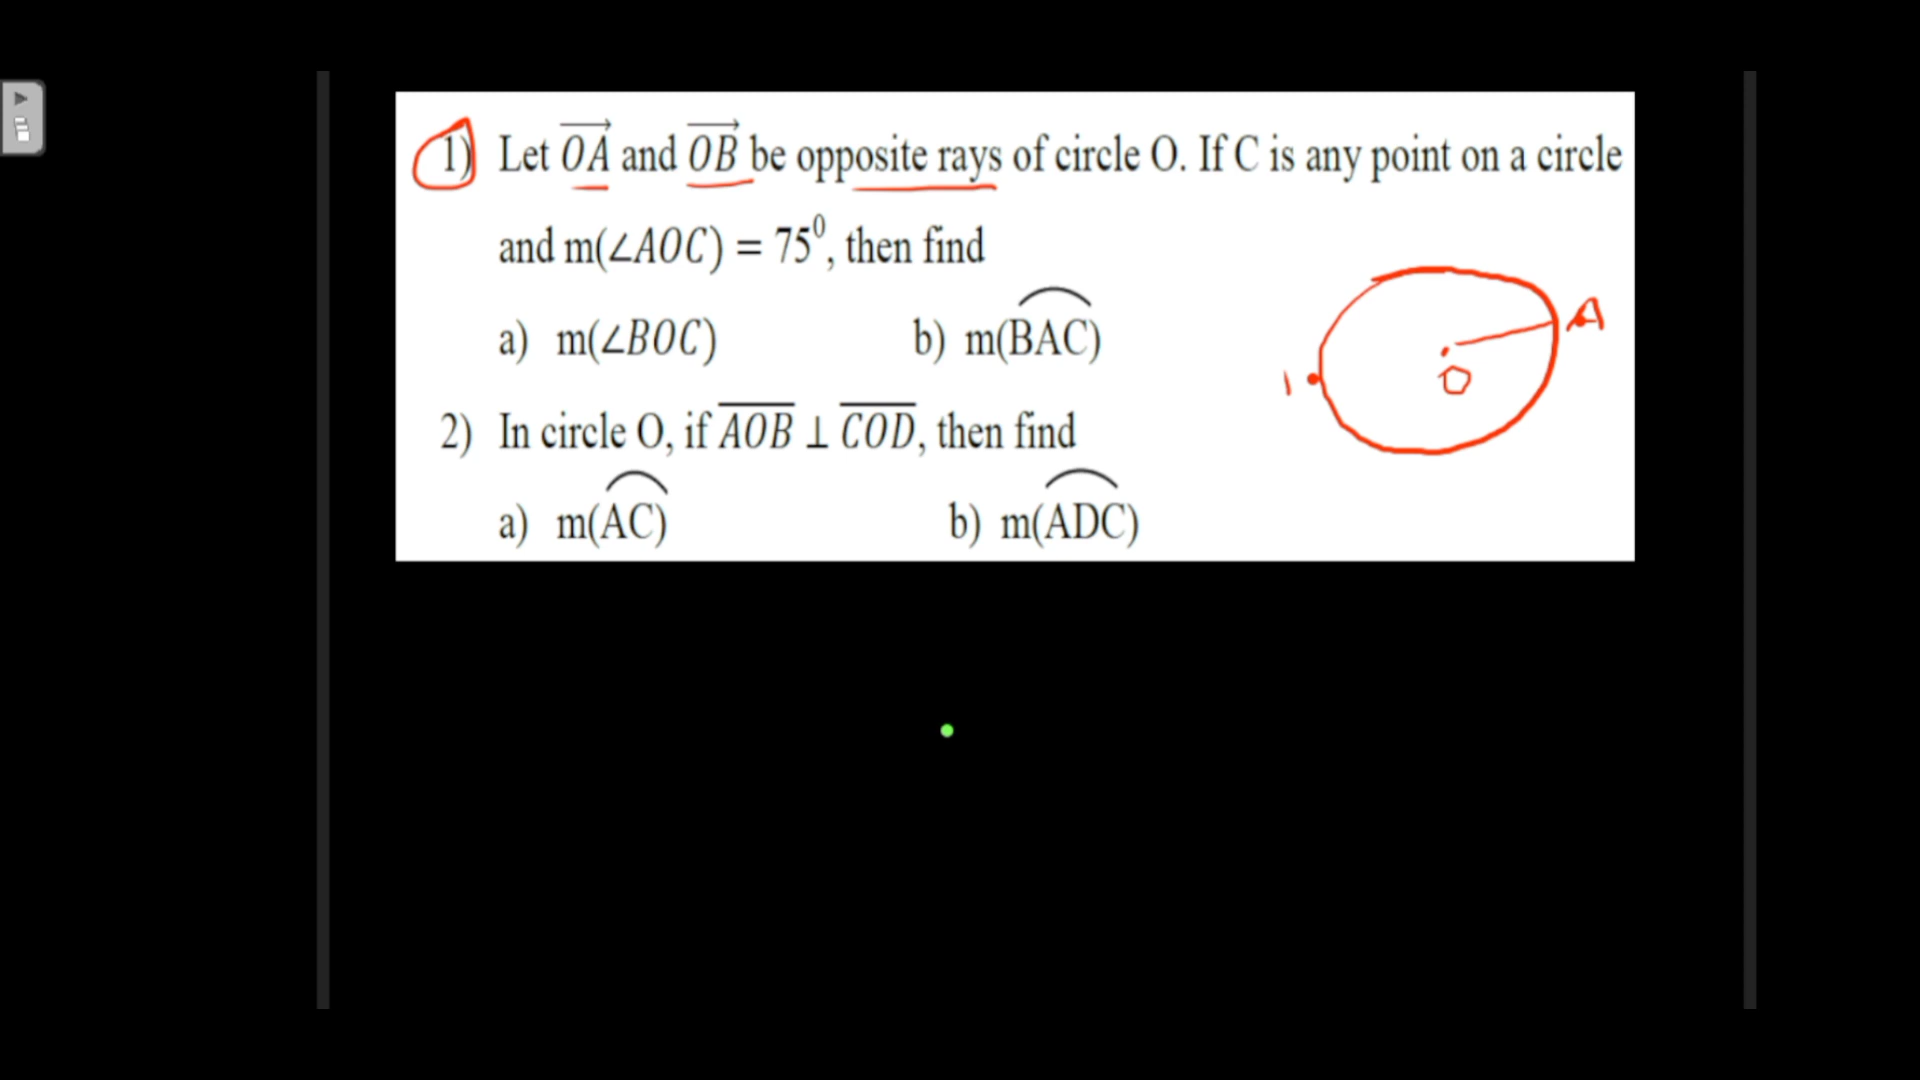 1) Let OA and OB be opposite rays of circle O. If C is any point on a circle
and m(∠AOC) = 75⁰, then find
a) m(∠BOC) b) m(BAC)
2) In circle O, if AOB ⊥ COD, then find
a) m(AC) b) m(ADC)
A
O